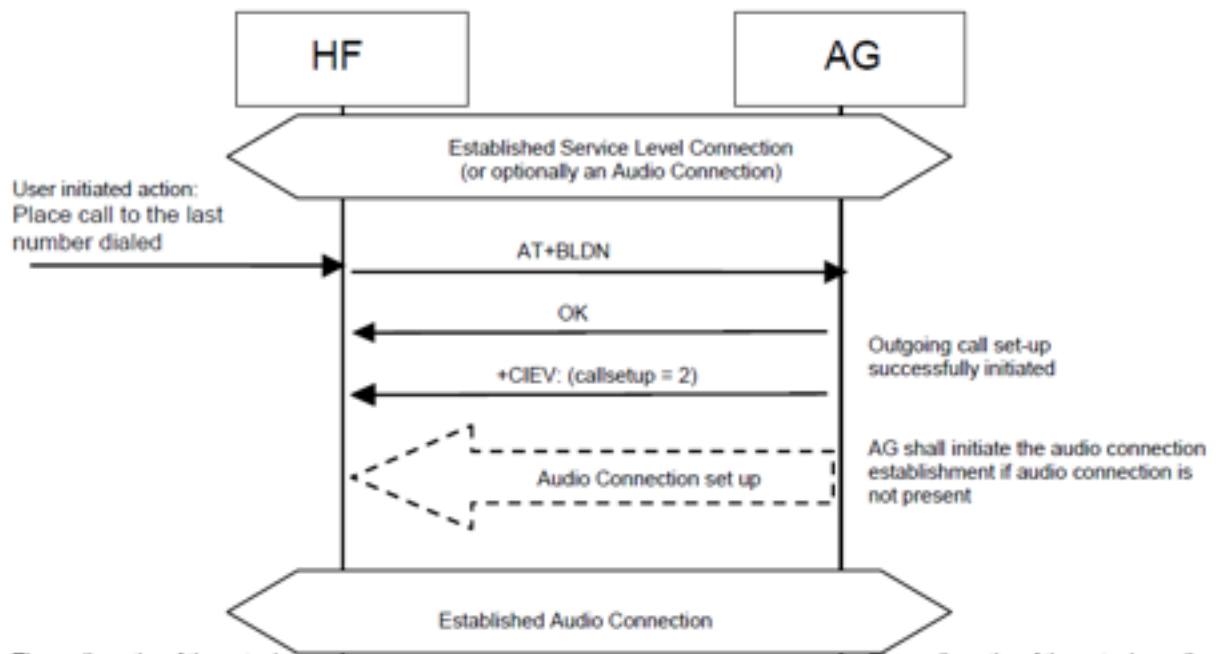 HF
AG
Established Service Level Connection
(or optionally an Audio Connection)
User initiated action:
Place call to the last
number dialed
AT+BLDN
OK
Outgoing call set-up
successfully initiated
+CIEV: (callsetup = 2)
AG shall initiate the audio connection
establishment if audio connection is
not present
Audio Connection set up
Established Audio Connection